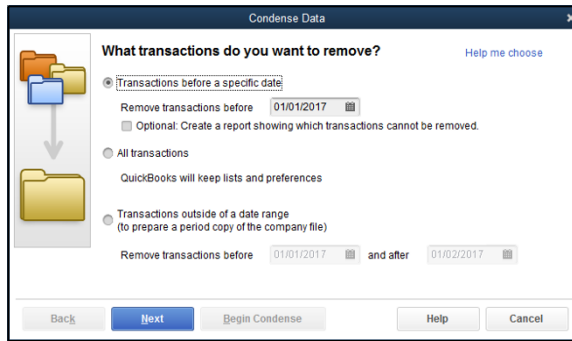 Condense Data
What transactions do you want to remove?
Help me choose
Transactions before a specific date
Remove transactions before 01/01/2017
Optional: Create a report showing which transactions cannot be removed.
All transactions
QuickBooks will keep lists and preferences
Transactions outside of a date range
(to prepare a period copy of the company file)
Remove transactions before 01/01/2017 and after 01/02/2017
Back Next Begin Condense Help Cancel